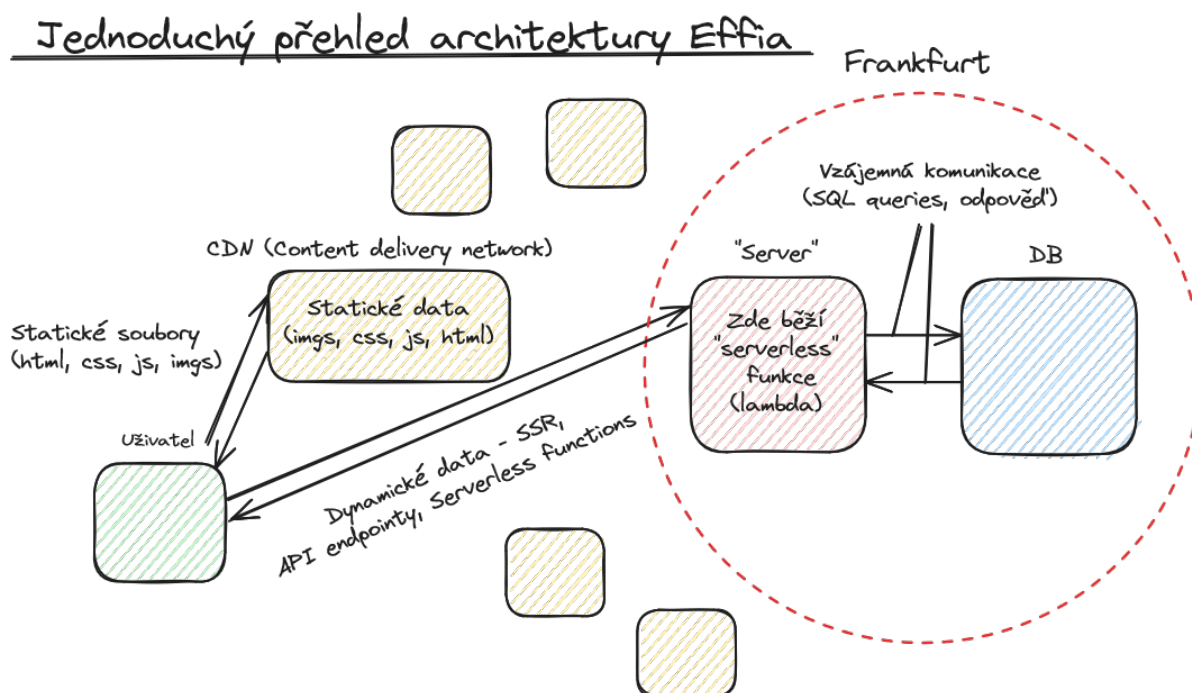 Jednoduchý přehled architektury Effia
Frankfurt
Vzájemná komunikace
(SQL queries, odpověď)
CDN (Content delivery network)
"Server"
DB
Statické data
(imgs, css, js, html)
Statické soubory
(html, css, js, imgs)
Zde běží
"serverless"
funkce
(lambda)
Uživatel
Dynamické data - SSR,
API endpointy, Serverless functions